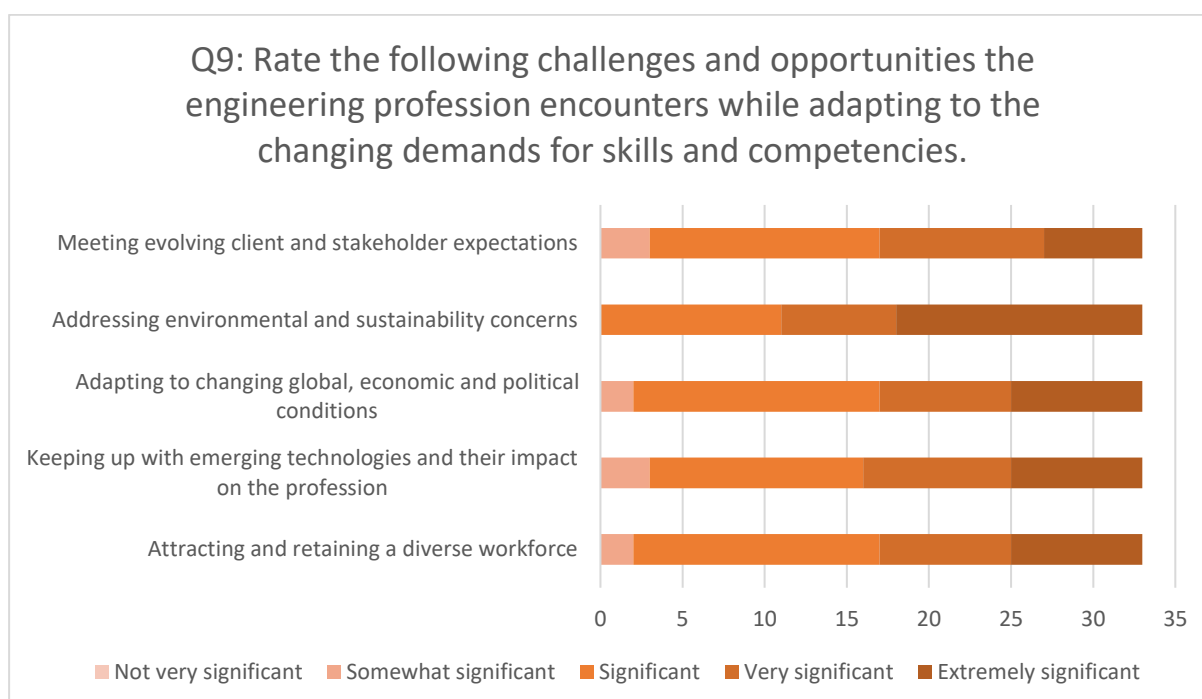 Q9: Rate the following challenges and opportunities the
engineering profession encounters while adapting to the
changing demands for skills and competencies.
Meeting evolving client and stakeholder expectations
Addressing environmental and sustainability concerns
Adapting to changing global, economic and political
conditions
Keeping up with emerging technologies and their impact
on the profession
Attracting and retaining a diverse workforce
0 5 10 15 20 25 30 35
Not very significant Somewhat significant Significant Very significant Extremely significant